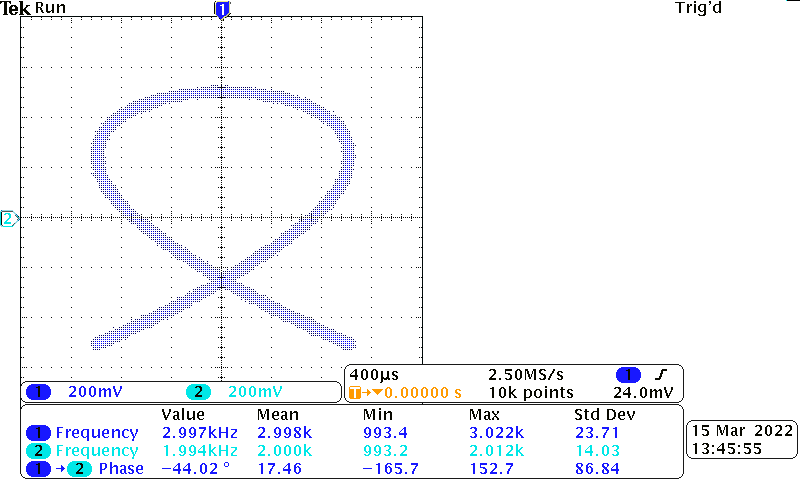 Tek Run Trig'd
1
2
400µs 2.50MS/s 1
1 200mV 2 200mV T→▼0.00000 s 10k points 24.0mV
Value Mean Min Max Std Dev
1 Frequency 2.997kHz 2.998k 993.4 3.022k 23.71
2 Frequency 1.994kHz 2.000k 993.2 2.012k 14.03
1 → 2 Phase −44.02 ° 17.46 −165.7 152.7 86.84
15 Mar 2022
13:45:55